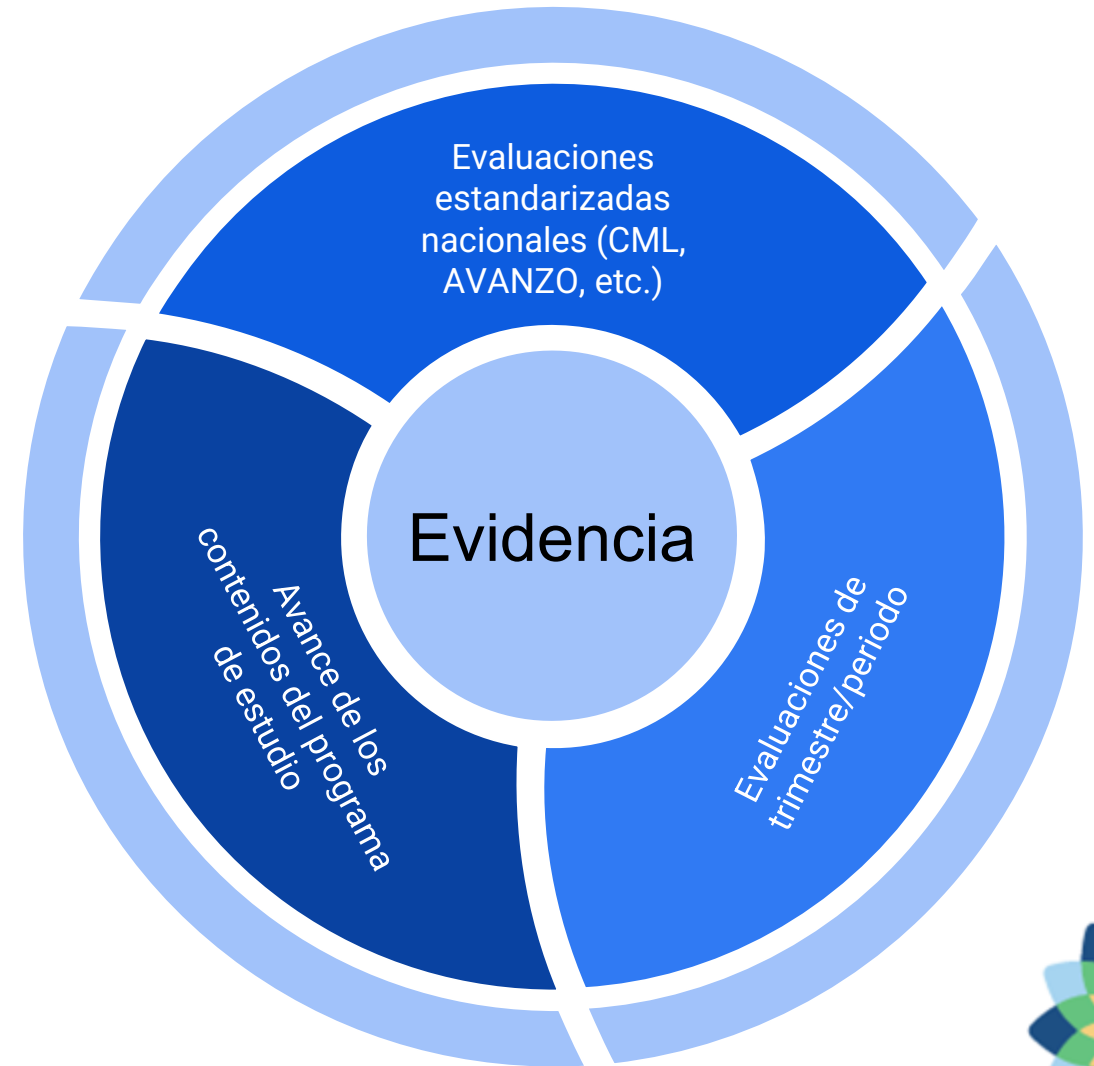 Evaluaciones
estandarizadas
nacionales (CML,
AVANZO, etc.)
Evidencia
Evaluaciones de
trimestre/periodo
Avance de los
contenidos del programa
de estudio